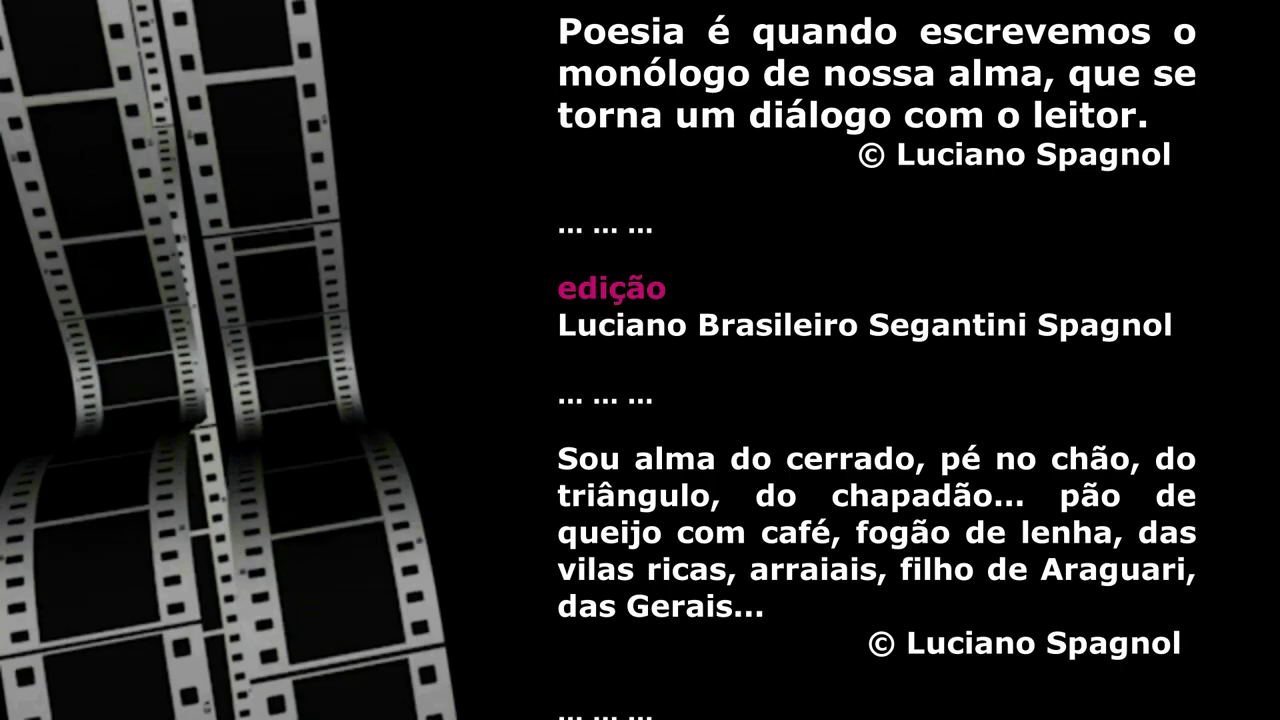 Poesia é quando escrevemos o
monólogo de nossa alma, que se
torna um diálogo com o leitor.
© Luciano Spagnol
... ... ...
edição
Luciano Brasileiro Segantini Spagnol
... ... ...
Sou alma do cerrado, pé no chão, do
triângulo, do chapadão... pão de
queijo com café, fogão de lenha, das
vilas ricas, arraiais, filho de Araguari,
das Gerais...
© Luciano Spagnol
... ... ...